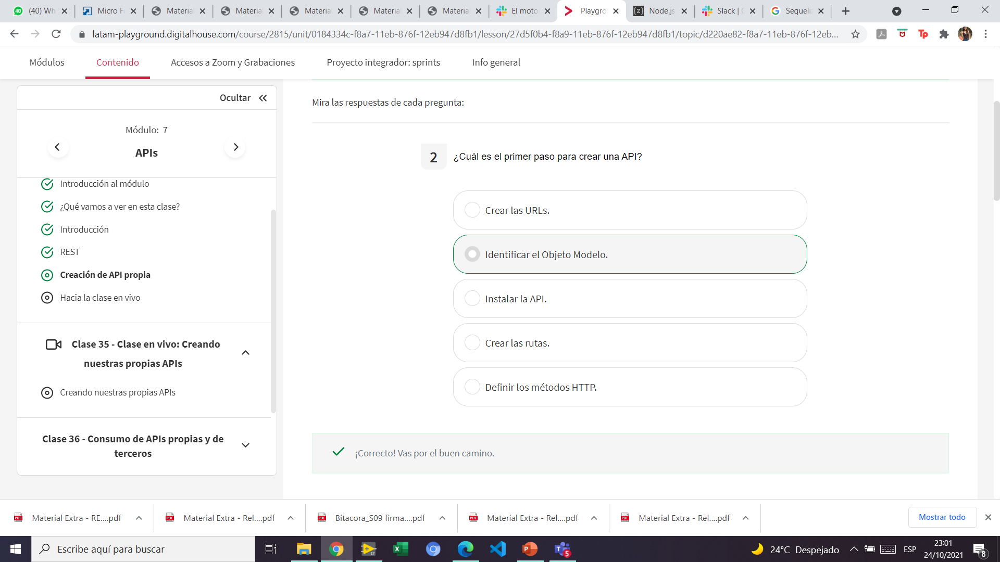 (40) Wh
Micro F
Material
Material
Material
Material
Material
El moto
Playgro
Node.js
Slack |
Sequeli
latam-playground.digitalhouse.com/course/2815/unit/0184334c-f8a7-11eb-876f-12eb947d8fb1/lesson/27d5f0b4-f8a9-11eb-876f-12eb947d8fb1/topic/d220ae82-f8a7-11eb-876f-12eb...
Módulos
Contenido
Accesos a Zoom y Grabaciones
Proyecto integrador: sprints
Info general
Ocultar
Módulo: 7
APIs
Introducción al módulo
¿Qué vamos a ver en esta clase?
Introducción
REST
Creación de API propia
Hacia la clase en vivo
Clase 35 - Clase en vivo: Creando
nuestras propias APIs
Creando nuestras propias APIs
Clase 36 - Consumo de APIs propias y de
terceros
Mira las respuestas de cada pregunta:
2
¿Cuál es el primer paso para crear una API?
Crear las URLs.
Identificar el Objeto Modelo.
Instalar la API.
Crear las rutas.
Definir los métodos HTTP.
¡Correcto! Vas por el buen camino.
Material Extra - RE....pdf
Material Extra - Rel....pdf
Bitacora_S09 firma....pdf
Material Extra - Rel....pdf
Material Extra - Rel....pdf
Mostrar todo
Escribe aquí para buscar
24°C Despejado
ESP
23:01
24/10/2021
8